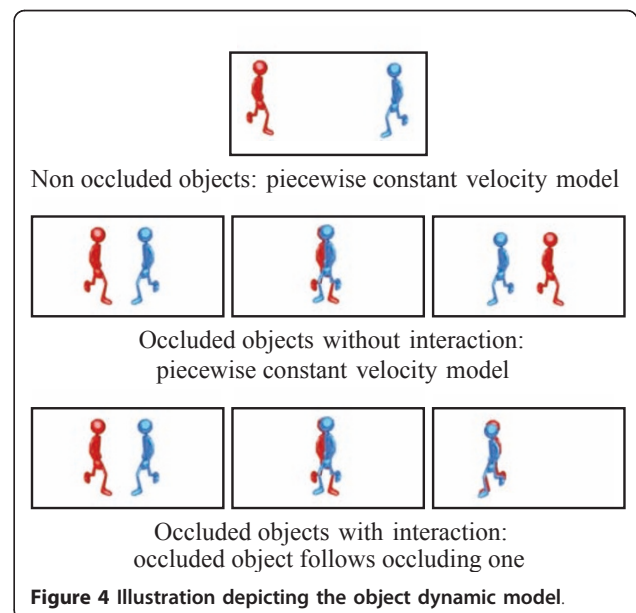 Non occluded objects: piecewise constant velocity model
Occluded objects without interaction:
piecewise constant velocity model
Occluded objects with interaction:
occluded object follows occluding one
Figure 4 Illustration depicting the object dynamic model.